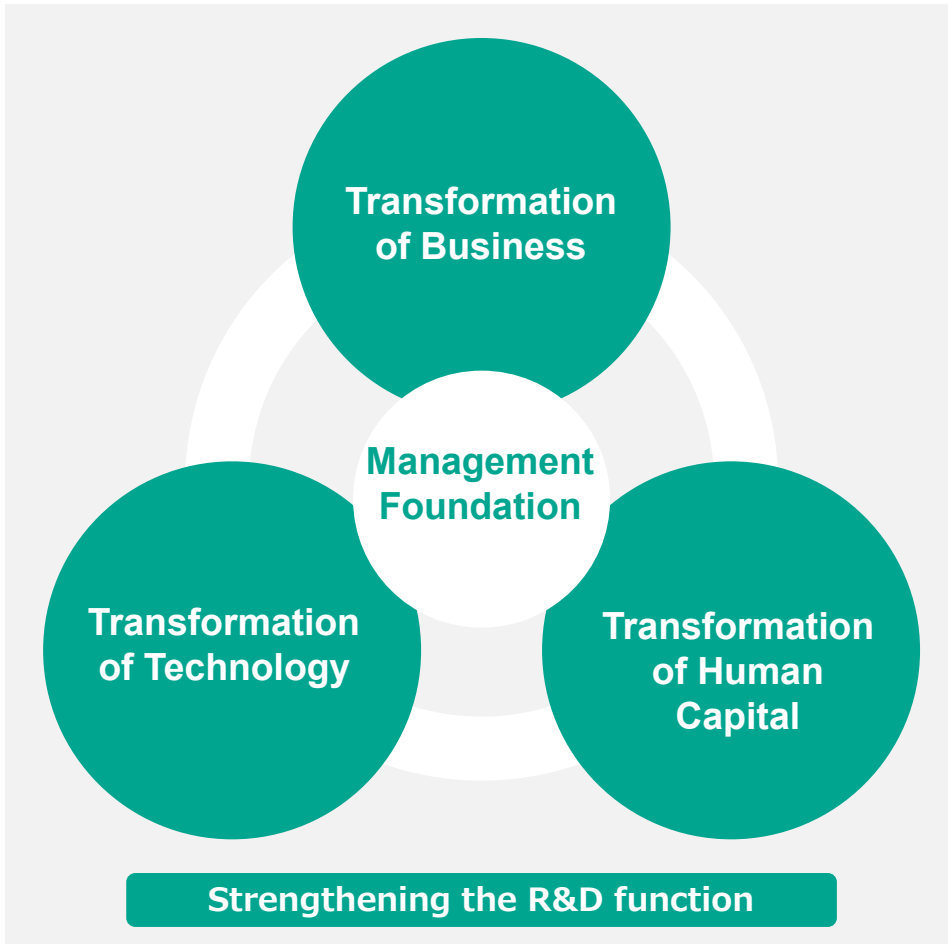 Transformation
of Business
Management
Foundation
Transformation
of Technology
Transformation
of Human
Capital
Strengthening the R&D function